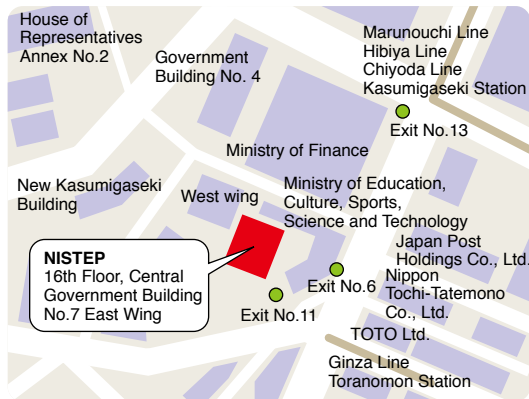 House of
Representatives
Annex No.2
Government
Building No. 4
Marunouchi Line
Hibiya Line
Chiyoda Line
Kasumigaseki Station
Exit No.13
Ministry of Finance
New Kasumigaseki
Building
West wing
Ministry of Education,
Culture, Sports,
Science and Technology
NISTEP
16th Floor, Central
Government Building
No.7 East Wing
Japan Post
Holdings Co., Ltd.
Exit No.6
Nippon
Tochi-Tatemono
Co., Ltd.
Exit No.11
TOTO Ltd.
Ginza Line
Toranomon Station